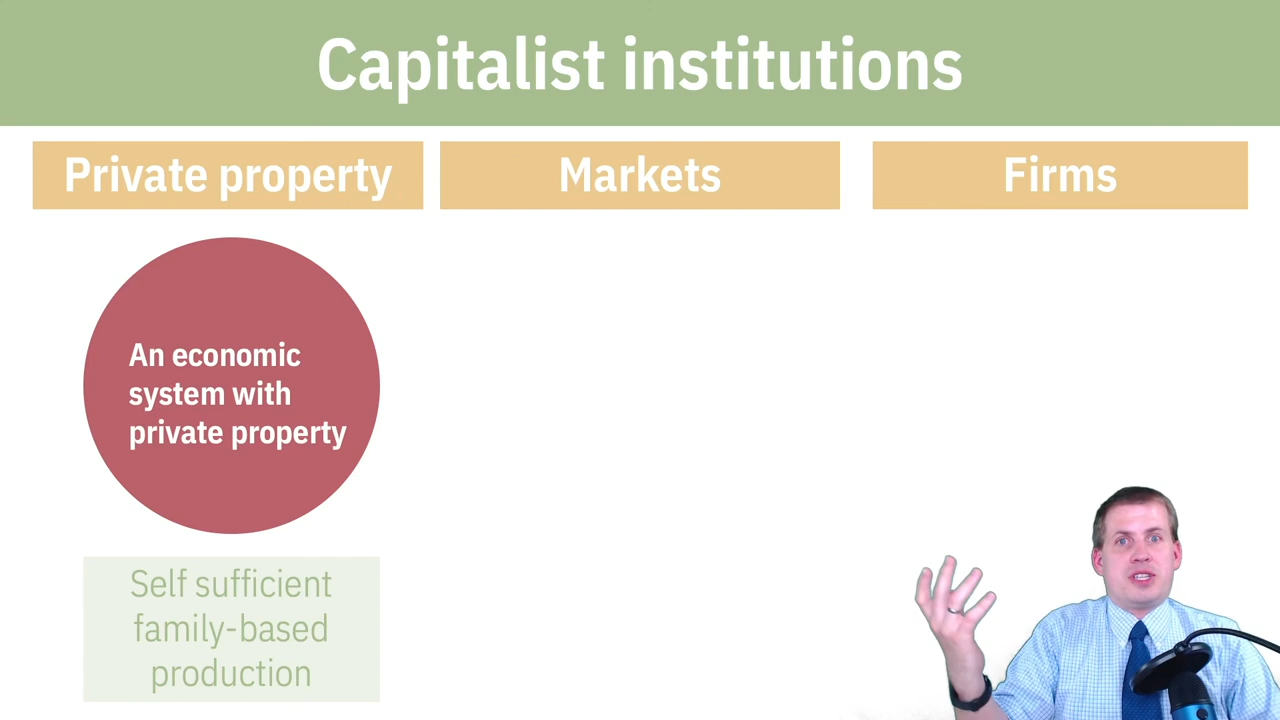 Capitalist institutions
Private property
Markets
Firms
An economic
system with
private property
Self sufficient
family-based
production